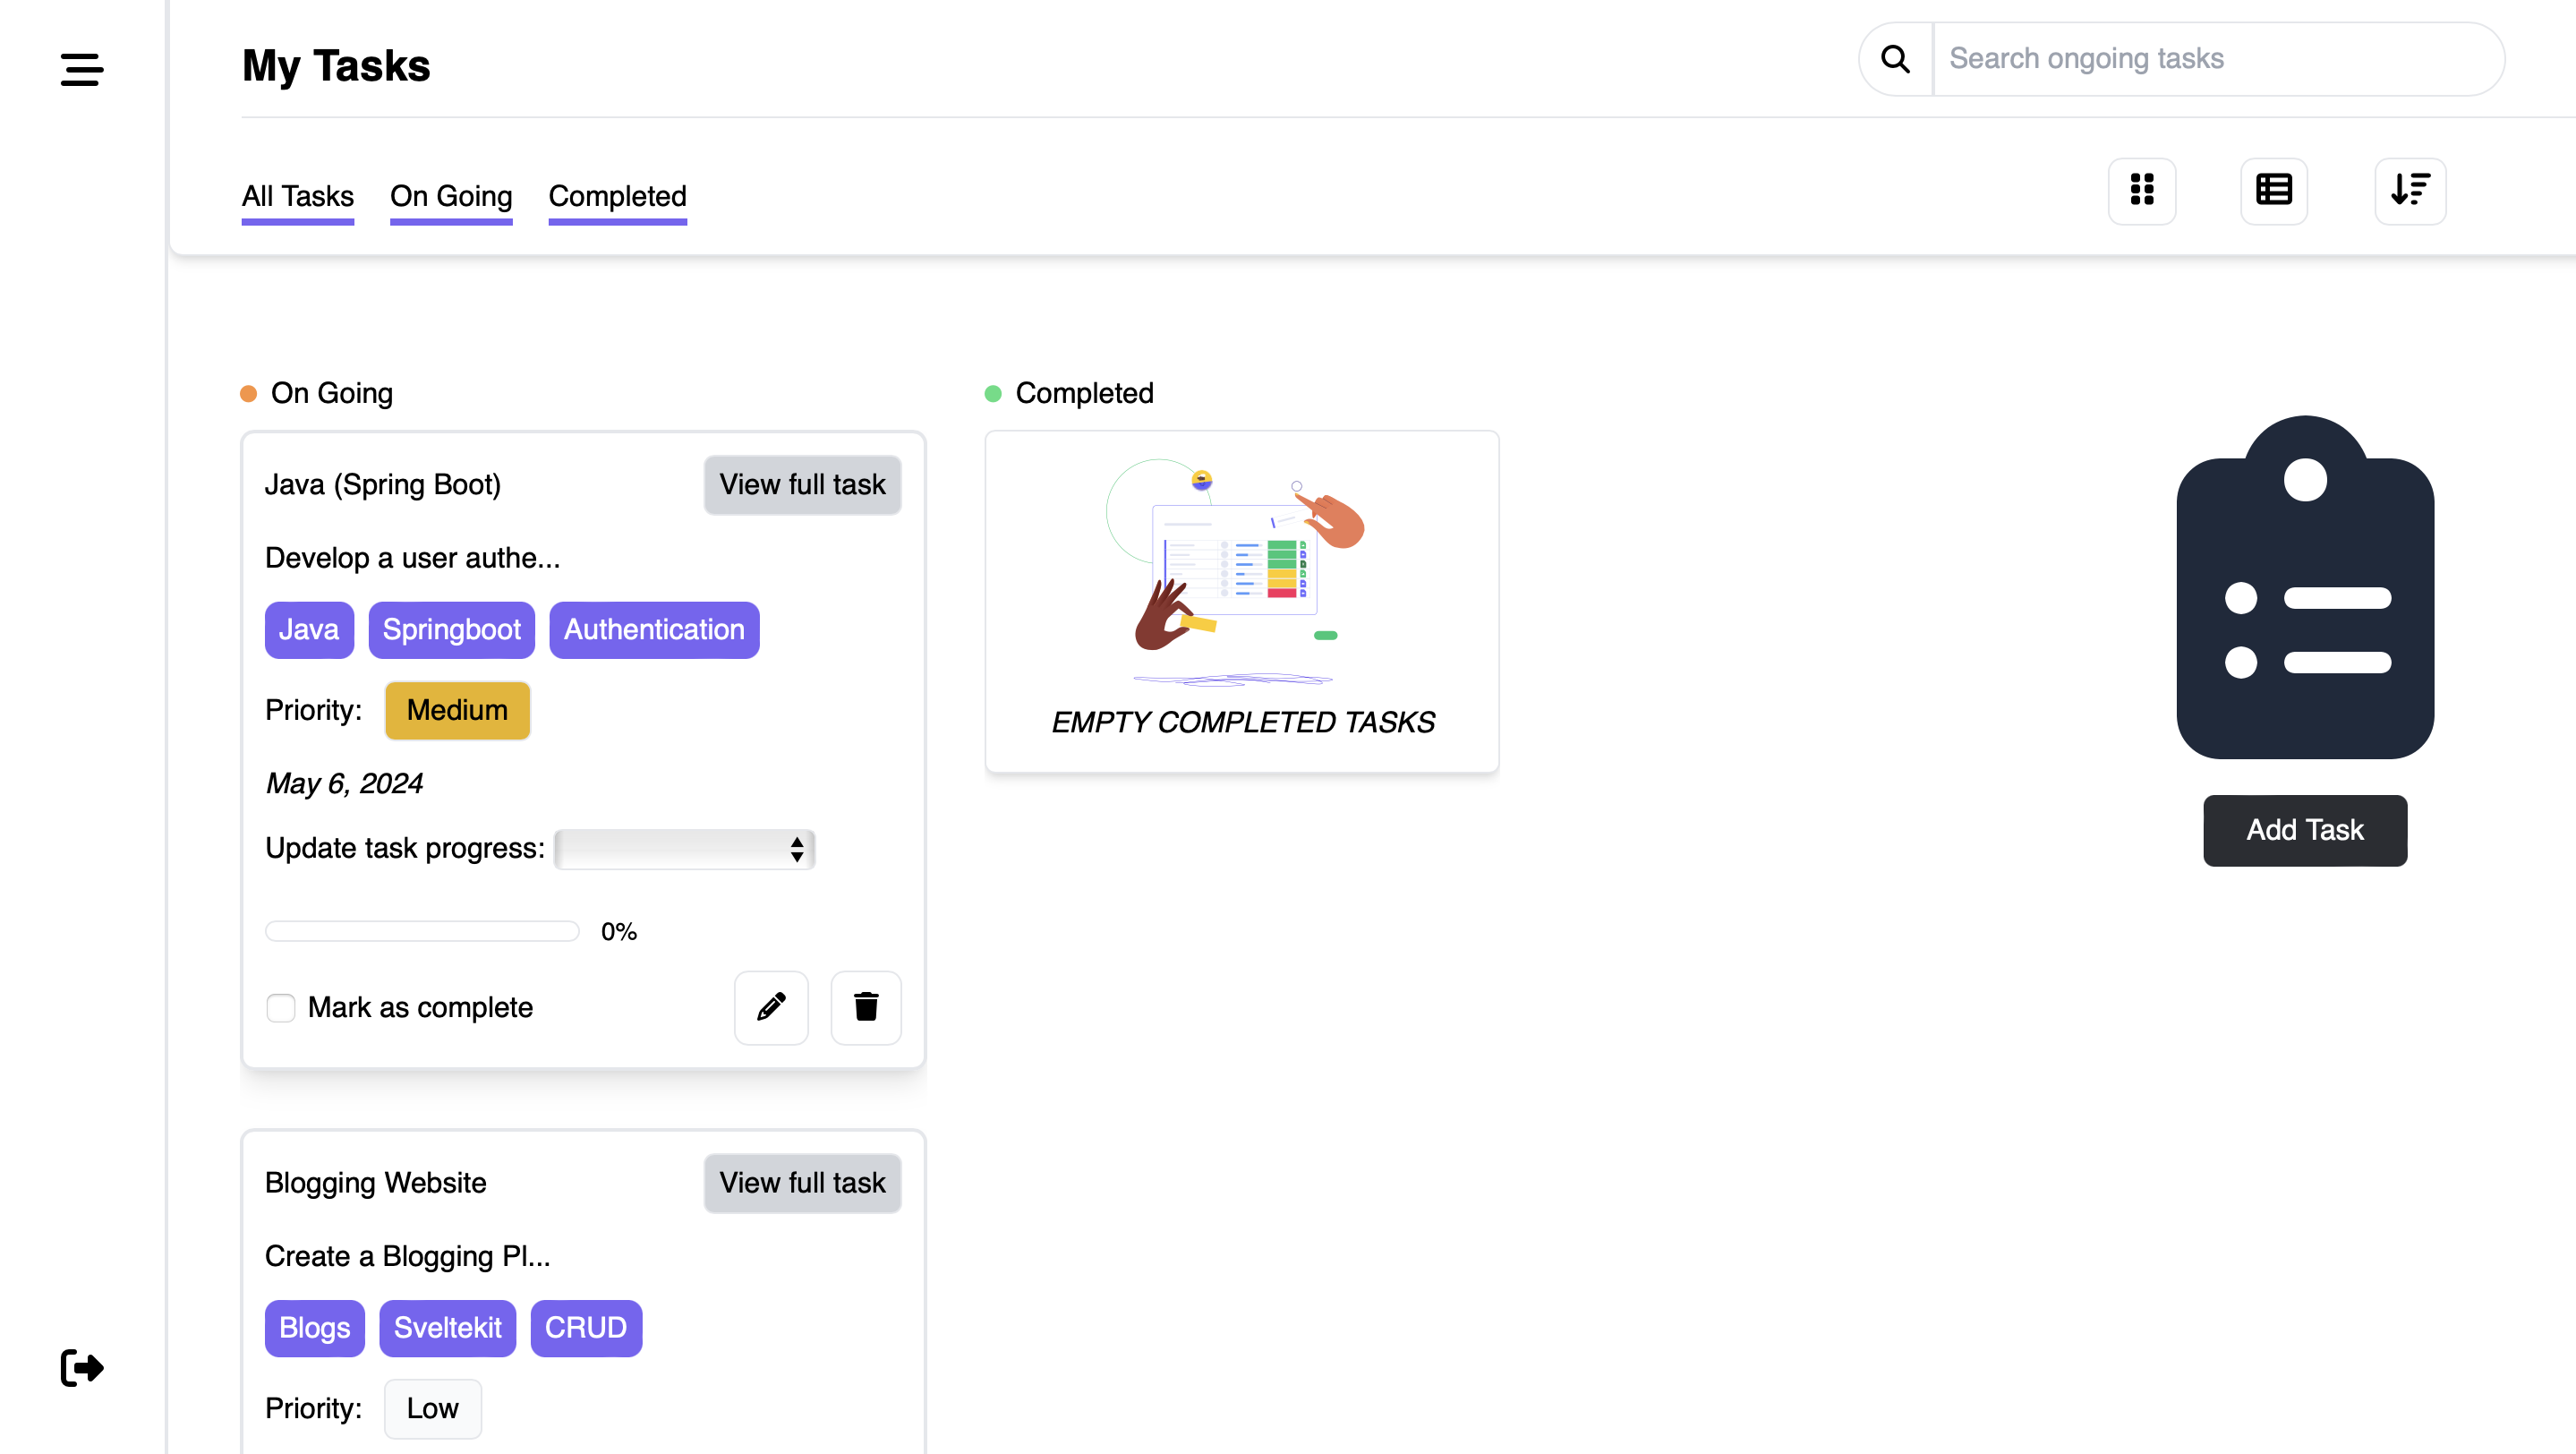 My Tasks
Search ongoing tasks
All Tasks On Going Completed
On Going
Java (Spring Boot) View full task
Develop a user authe...
Java Springboot Authentication
Priority: Medium
May 6, 2024
Update task progress:
0%
Mark as complete
Blogging Website View full task
Create a Blogging Pl...
Blogs Sveltekit CRUD
Priority: Low
Completed
EMPTY COMPLETED TASKS
Add Task